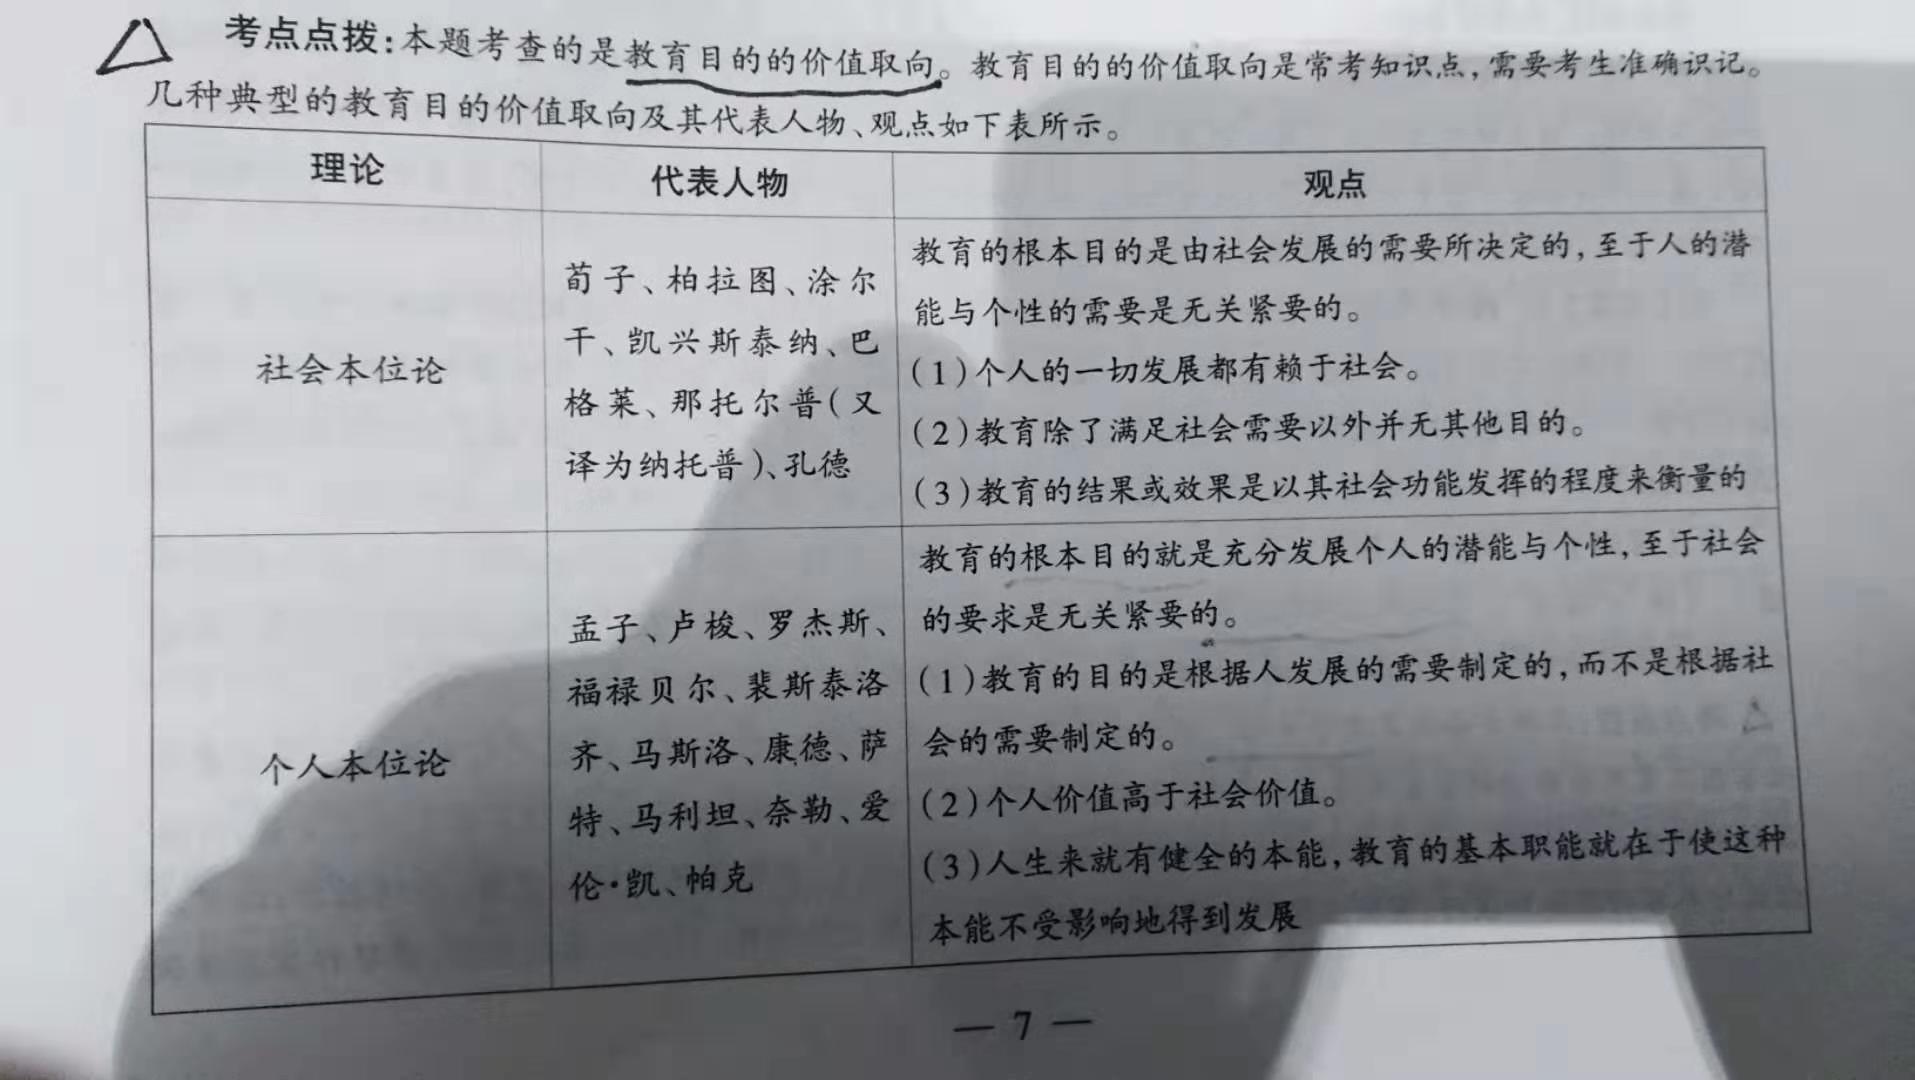 考点点拨:本题考查的是教育目的的价值取向。教育目的的价值取向是常考知识点,需要考生准确识记。
几种典型的教育目的价值取向及其代表人物、观点如下表所示。
理论
代表人物
观点
社会本位论
荀子、柏拉图、涂尔
干、凯兴斯泰纳、巴
格莱、那托尔普(又
译为纳托普)、孔德
教育的根本目的是由社会发展的需要所决定的,至于人的潜
能与个性的需要是无关紧要的。
(1)个人的一切发展都有赖于社会。
(2)教育除了满足社会需要以外并无其他目的。
(3)教育的结果或效果是以其社会功能发挥的程度来衡量的
个人本位论
孟子、卢梭、罗杰斯、
福禄贝尔、裴斯泰洛
齐、马斯洛、康德、萨
特、马利坦、奈勒、爱
伦·凯、帕克
教育的根本目的就是充分发展个人的潜能与个性,至于社会
的要求是无关紧要的。
(1)教育的目的是根据人发展的需要制定的,而不是根据社
会的需要制定的。
(2)个人价值高于社会价值。
(3)人生来就有健全的本能,教育的基本职能就在于使这种
本能不受影响地得到发展
— 7 —